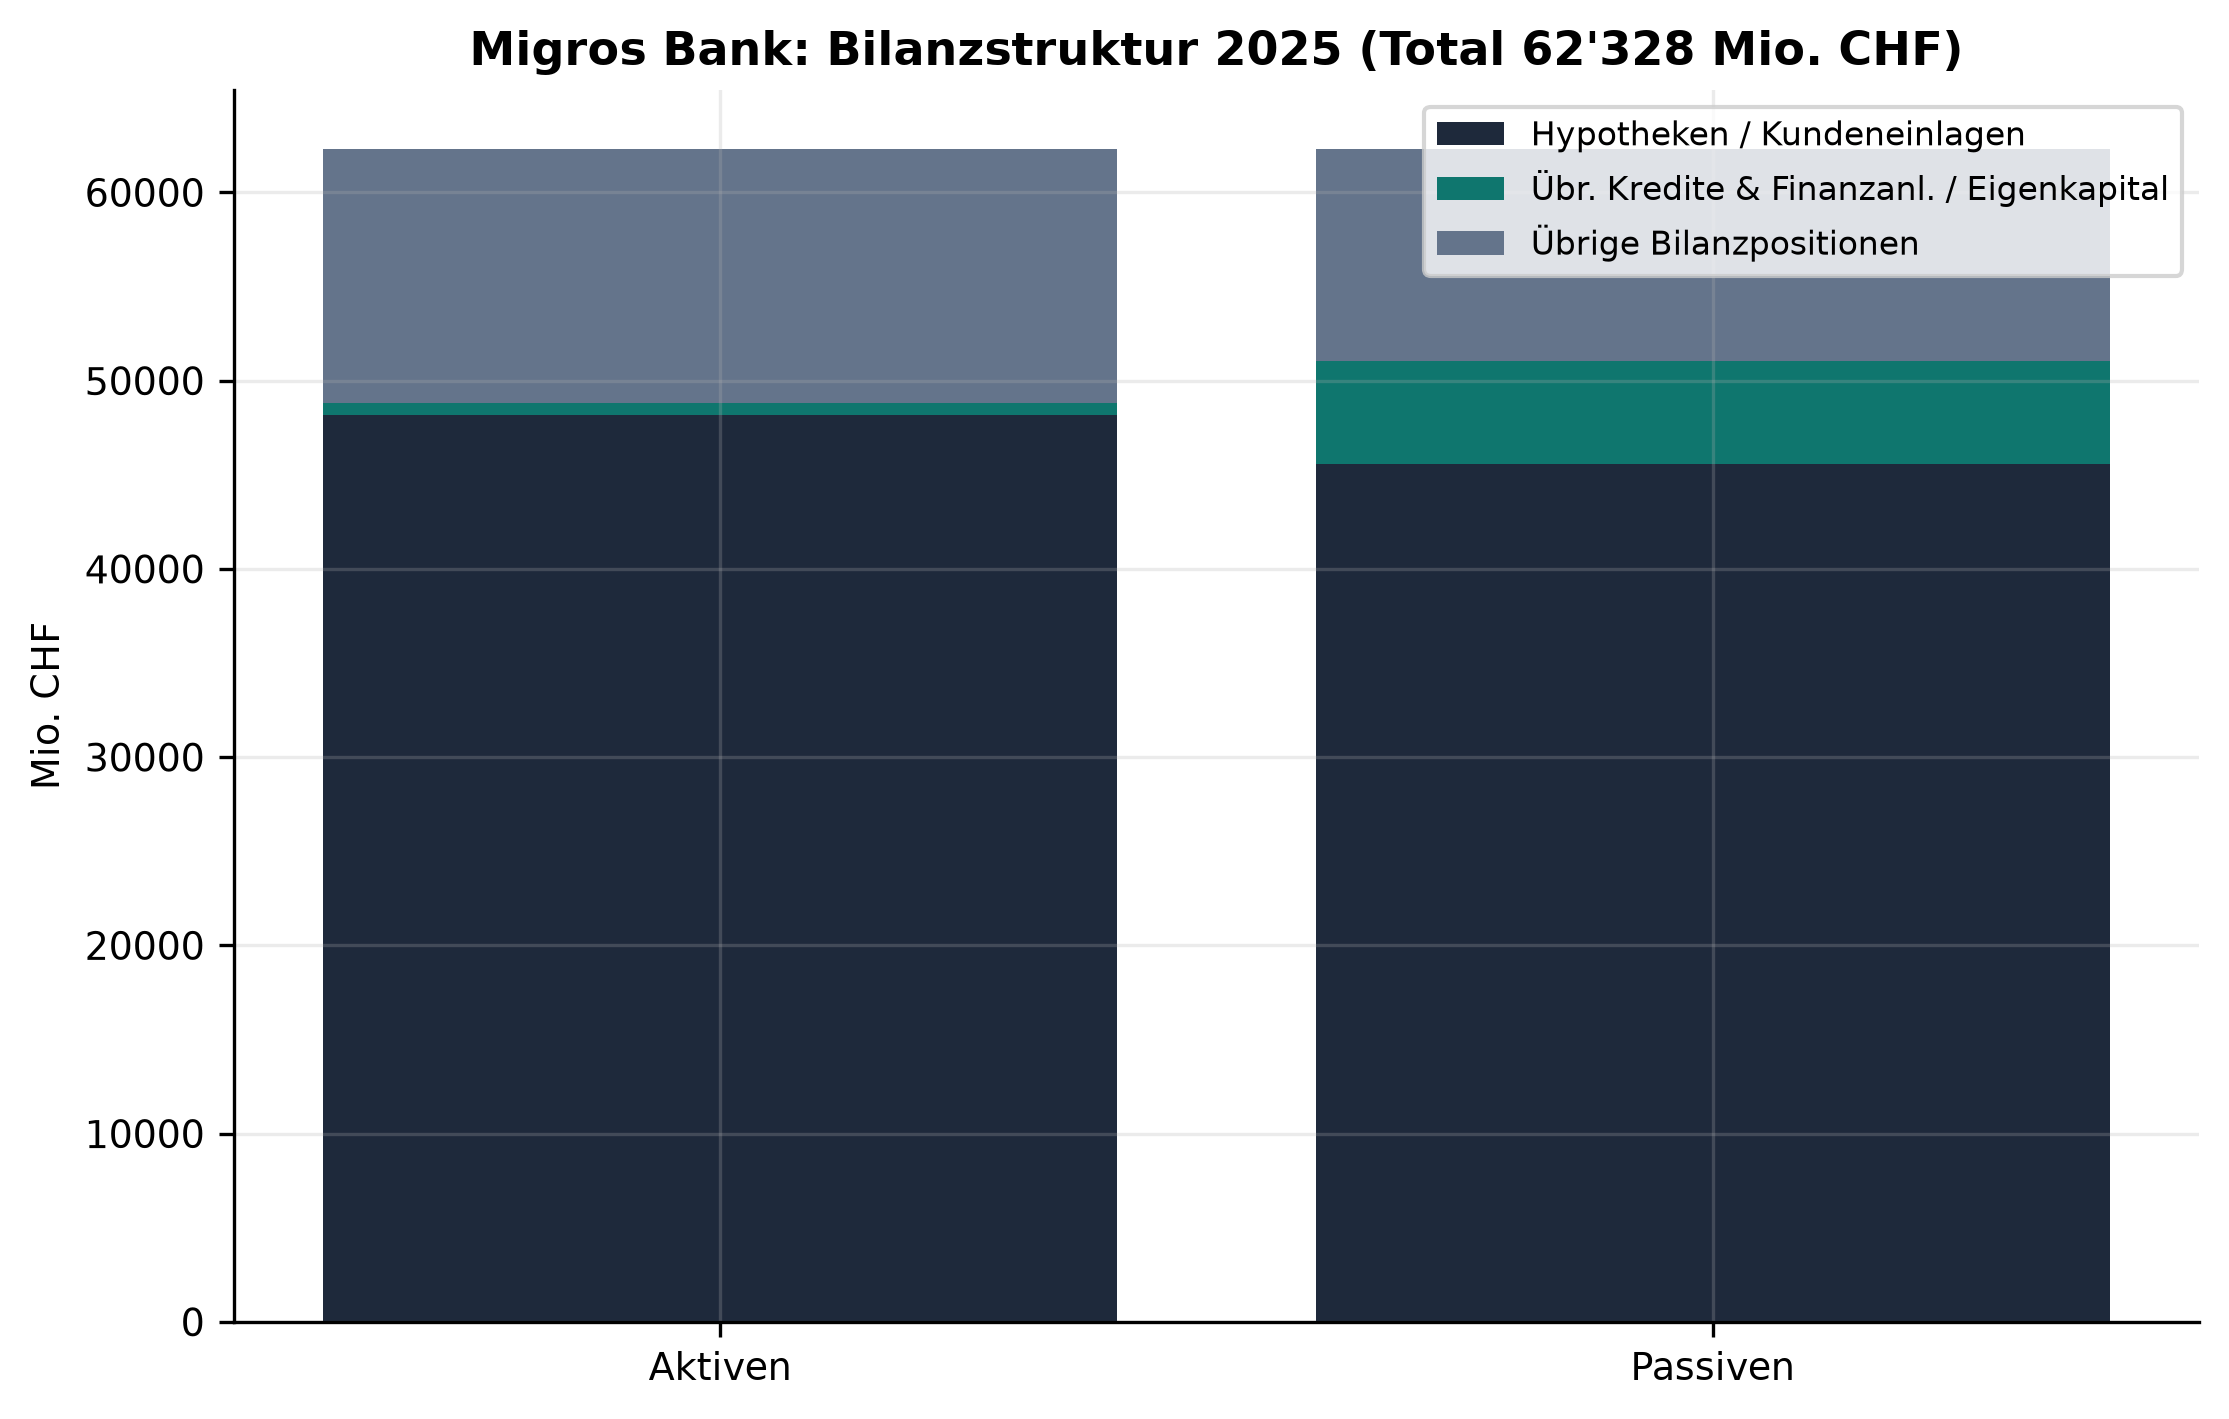 Migros Bank: Bilanzstruktur 2025 (Total 62'328 Mio. CHF)
Hypotheken / Kundeneinlagen
Übr. Kredite & Finanzanl. / Eigenkapital
Übrige Bilanzpositionen
60000
50000
40000
30000
20000
10000
0
Mio. CHF
Aktiven
Passiven